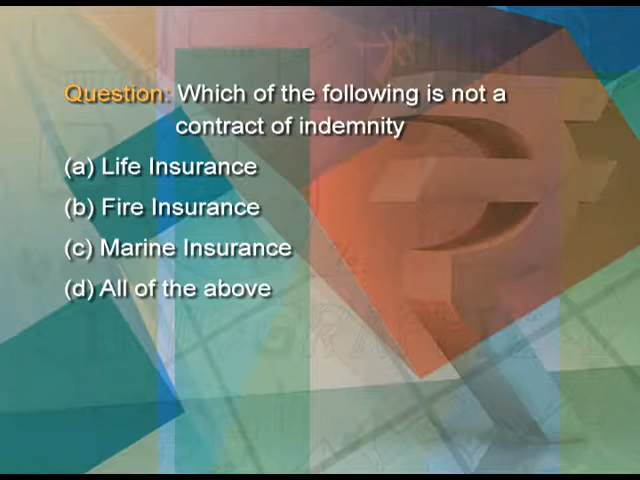 Question: Which of the following is not a
contract of indemnity
(a) Life Insurance
(b) Fire Insurance
(c) Marine Insurance
(d) All of the above